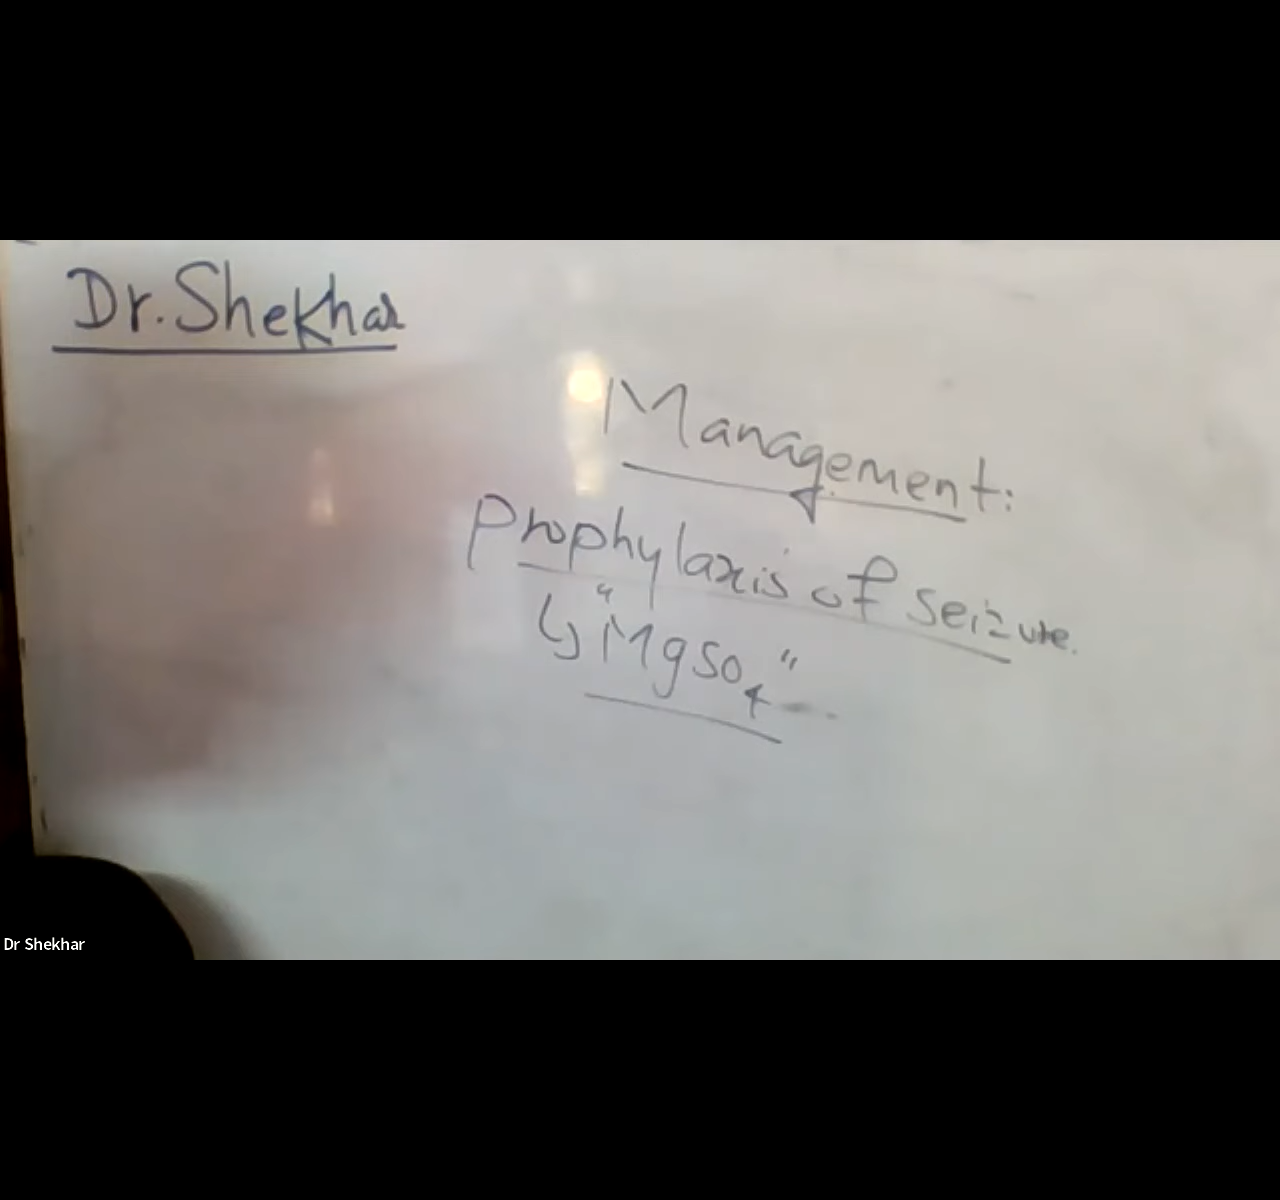 Dr. Shekhar
Management:
Prophylaxis of seizure.
↳ "MgSO4"
Dr Shekhar